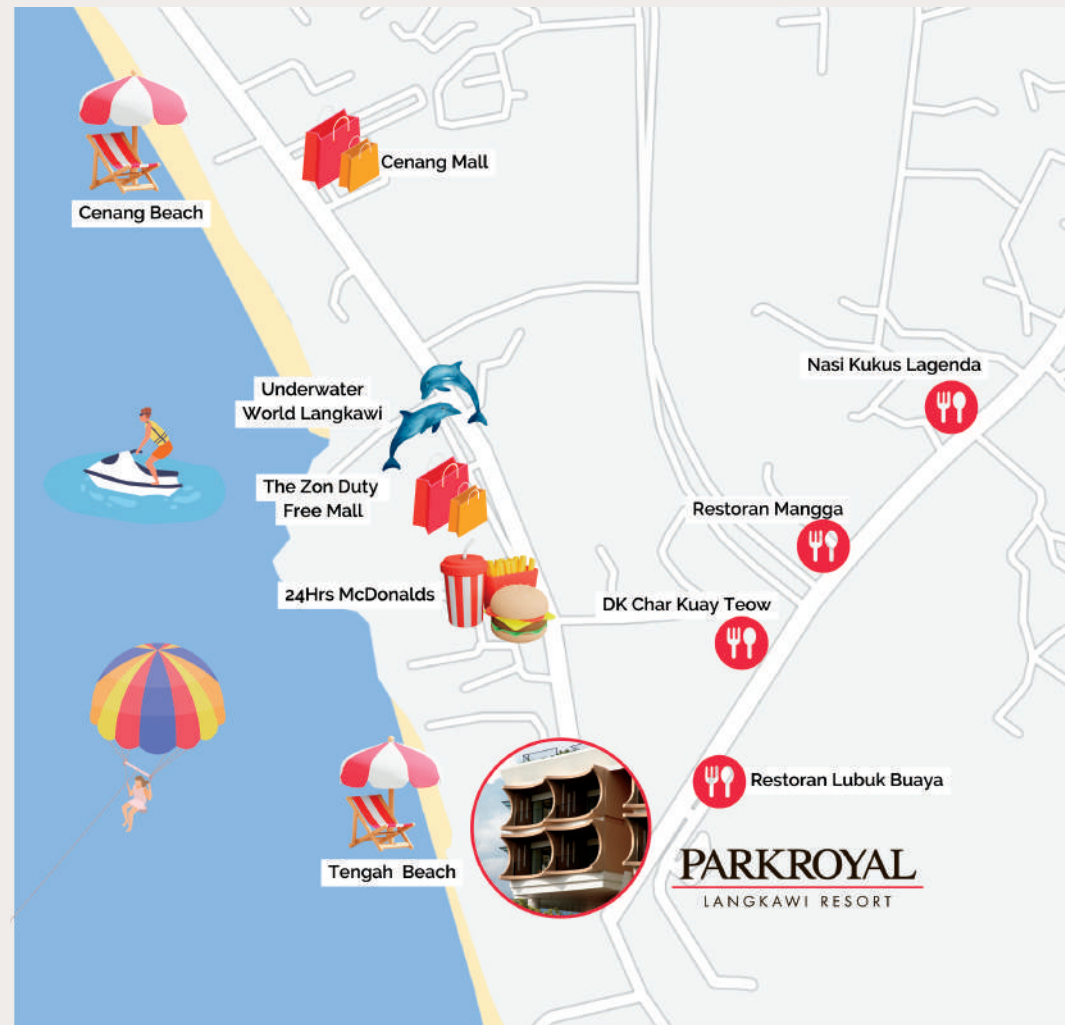 Cenang Mall
Cenang Beach
Nasi Kukus Lagenda
Underwater
World Langkawi
The Zon Duty
Free Mall
Restoran Mangga
24Hrs McDonalds
DK Char Kuay Teow
Restoran Lubuk Buaya
Tengah Beach
PARKROYAL
LANGKAWI RESORT